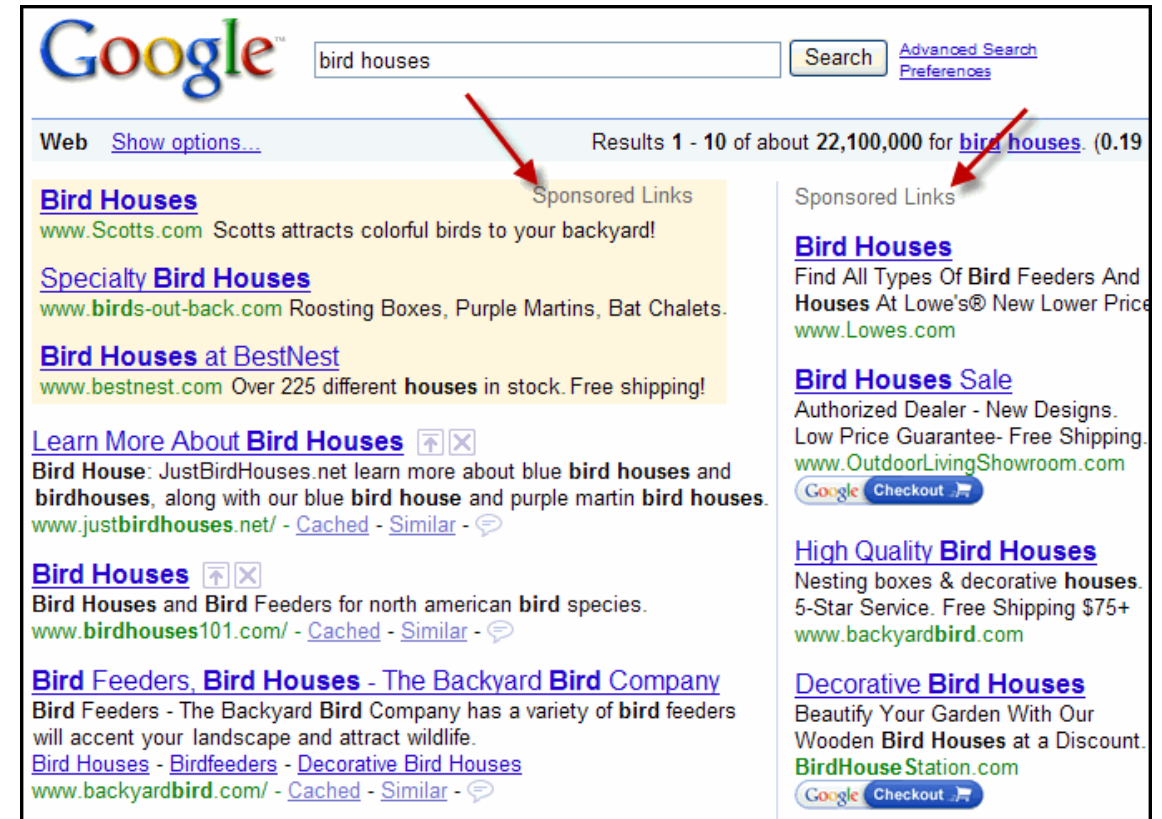 Google™
bird houses
Search
Advanced Search
Preferences
Web Show options... Results 1 - 10 of about 22,100,000 for bird houses. (0.19
Sponsored Links
Bird Houses
www.Scotts.com Scotts attracts colorful birds to your backyard!
Specialty Bird Houses
www.birds-out-back.com Roosting Boxes, Purple Martins, Bat Chalets.
Bird Houses at BestNest
www.bestnest.com Over 225 different houses in stock. Free shipping!
Learn More About Bird Houses
Bird House: JustBirdHouses.net learn more about blue bird houses and
birdhouses, along with our blue bird house and purple martin bird houses.
www.justbirdhouses.net/ - Cached - Similar -
Bird Houses
Bird Houses and Bird Feeders for north american bird species.
www.birdhouses101.com/ - Cached - Similar -
Bird Feeders, Bird Houses - The Backyard Bird Company
Bird Feeders - The Backyard Bird Company has a variety of bird feeders
will accent your landscape and attract wildlife.
Bird Houses - Birdfeeders - Decorative Bird Houses
www.backyardbird.com/ - Cached - Similar -
Sponsored Links
Bird Houses
Find All Types Of Bird Feeders And
Houses At Lowe's® New Lower Price
www.Lowes.com
Bird Houses Sale
Authorized Dealer - New Designs.
Low Price Guarantee- Free Shipping.
www.OutdoorLivingShowroom.com
Google Checkout
High Quality Bird Houses
Nesting boxes & decorative houses.
5-Star Service. Free Shipping $75+
www.backyardbird.com
Decorative Bird Houses
Beautify Your Garden With Our
Wooden Bird Houses at a Discount.
BirdHouseStation.com
Google Checkout